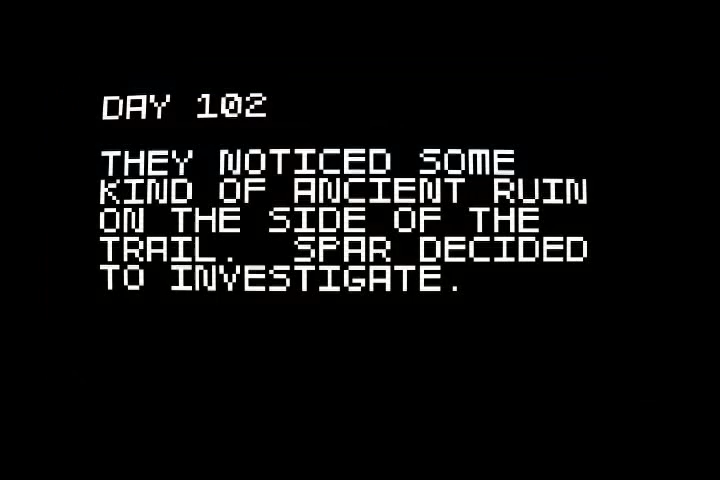 DAY 102
THEY NOTICED SOME
KIND OF ANCIENT RUIN
ON THE SIDE OF THE
TRAIL.  SPAR DECIDED
TO INVESTIGATE.